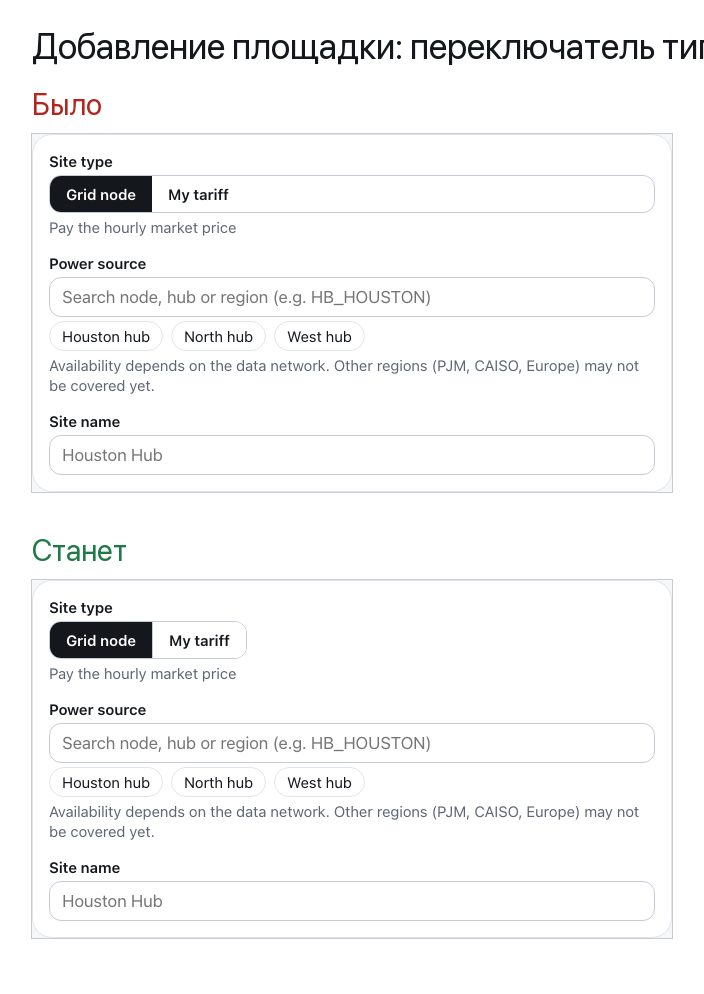 Добавление площадки: переключатель
Было
Site type
Grid node My tariff
Pay the hourly market price
Power source
Search node, hub or region (e.g. HB_HOUSTON)
Houston hub North hub West hub
Availability depends on the data network. Other regions (PJM, CAISO, Europe) may not
be covered yet.
Site name
Houston Hub
Станет
Site type
Grid node My tariff
Pay the hourly market price
Power source
Search node, hub or region (e.g. HB_HOUSTON)
Houston hub North hub West hub
Availability depends on the data network. Other regions (PJM, CAISO, Europe) may not
be covered yet.
Site name
Houston Hub